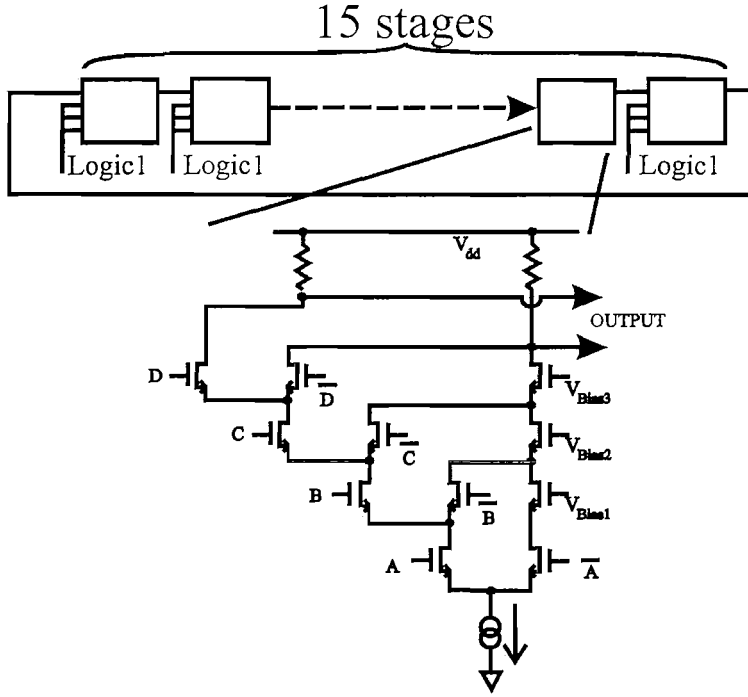 15 stages
Logic1
Logic1
Logic1
Vdd
OUTPUT
D
D̅
VBias3
C
C̅
VBias2
B
B̅
VBias1
A
A̅